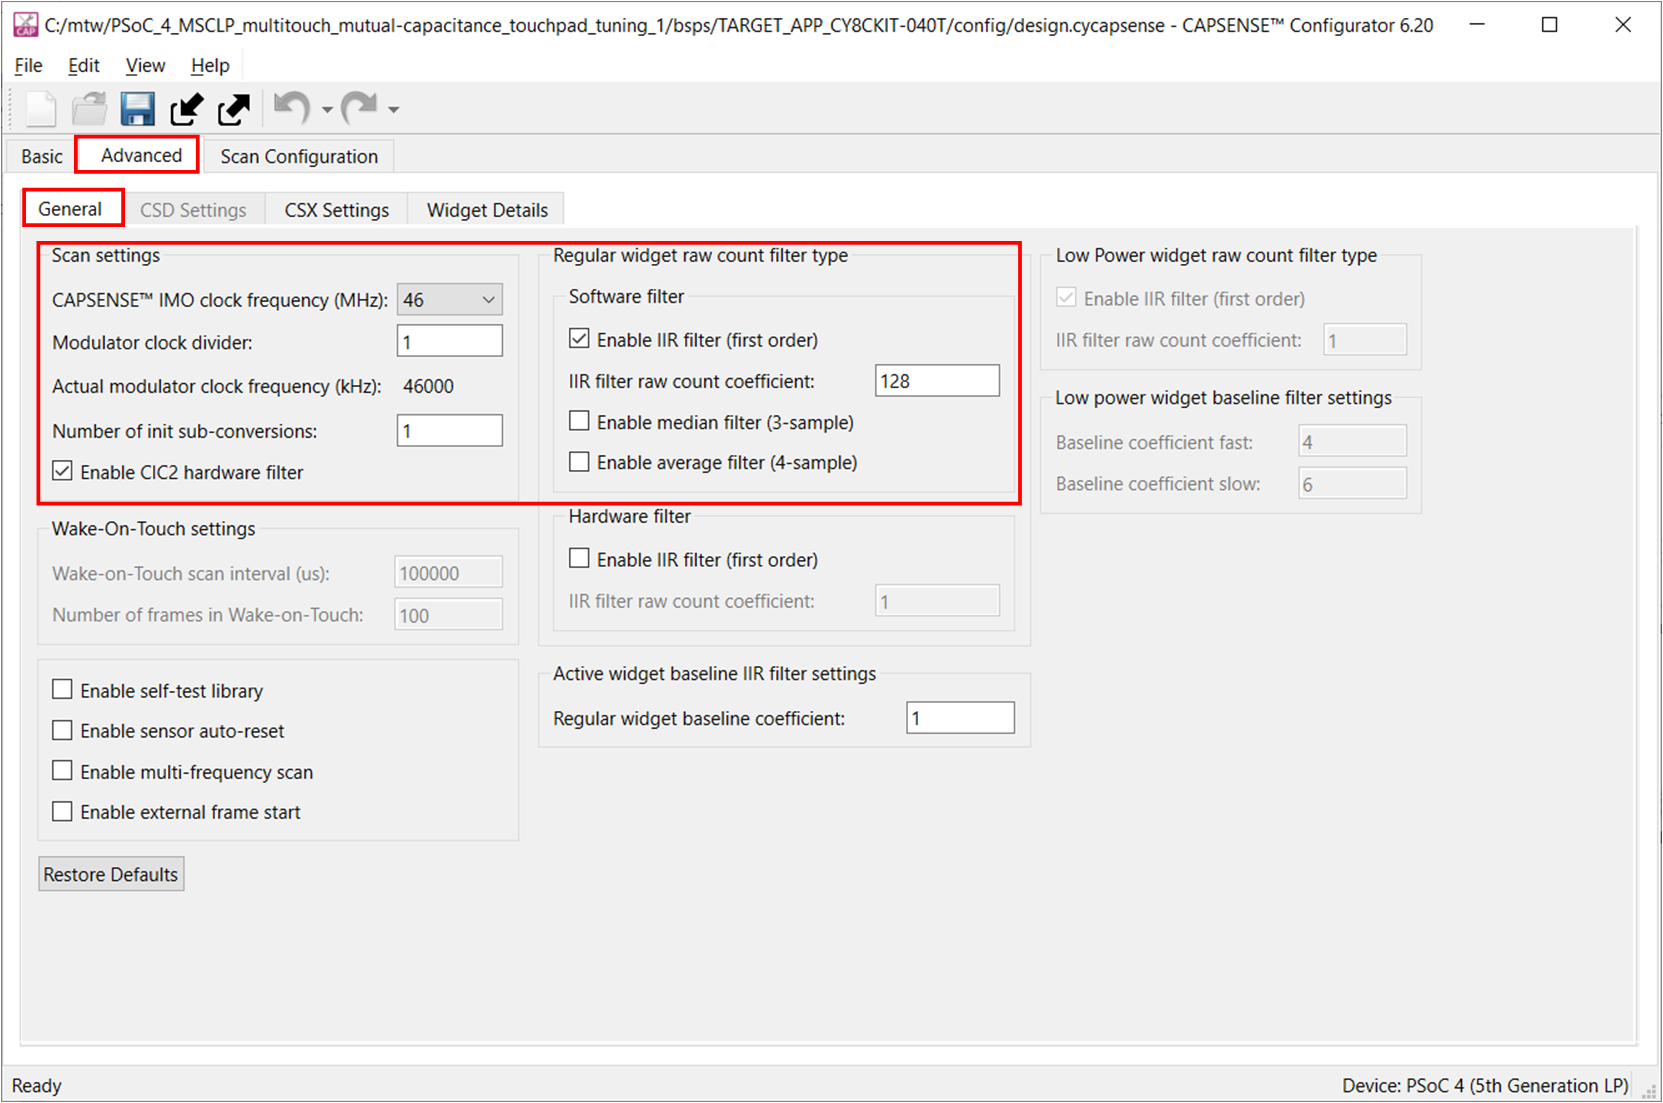 C:/mtw/PSoC_4_MSCLP_multitouch_mutual-capacitance_touchpad_tuning_1/bsps/TARGET_APP_CY8CKIT-040T/config/design.cycapsense - CAPSENSE™ Configurator 6.20
File Edit View Help
Basic Advanced Scan Configuration
General CSD Settings CSX Settings Widget Details
Scan settings
CAPSENSE™ IMO clock frequency (MHz): 46
Modulator clock divider: 1
Actual modulator clock frequency (kHz): 46000
Number of init sub-conversions: 1
Enable CIC2 hardware filter
Wake-On-Touch settings
Wake-on-Touch scan interval (us): 100000
Number of frames in Wake-on-Touch: 100
Enable self-test library
Enable sensor auto-reset
Enable multi-frequency scan
Enable external frame start
Restore Defaults
Regular widget raw count filter type
Software filter
Enable IIR filter (first order)
IIR filter raw count coefficient: 128
Enable median filter (3-sample)
Enable average filter (4-sample)
Hardware filter
Enable IIR filter (first order)
IIR filter raw count coefficient: 1
Active widget baseline IIR filter settings
Regular widget baseline coefficient: 1
Low Power widget raw count filter type
Enable IIR filter (first order)
IIR filter raw count coefficient: 1
Low power widget baseline filter settings
Baseline coefficient fast: 4
Baseline coefficient slow: 6
Ready
Device: PSoC 4 (5th Generation LP)